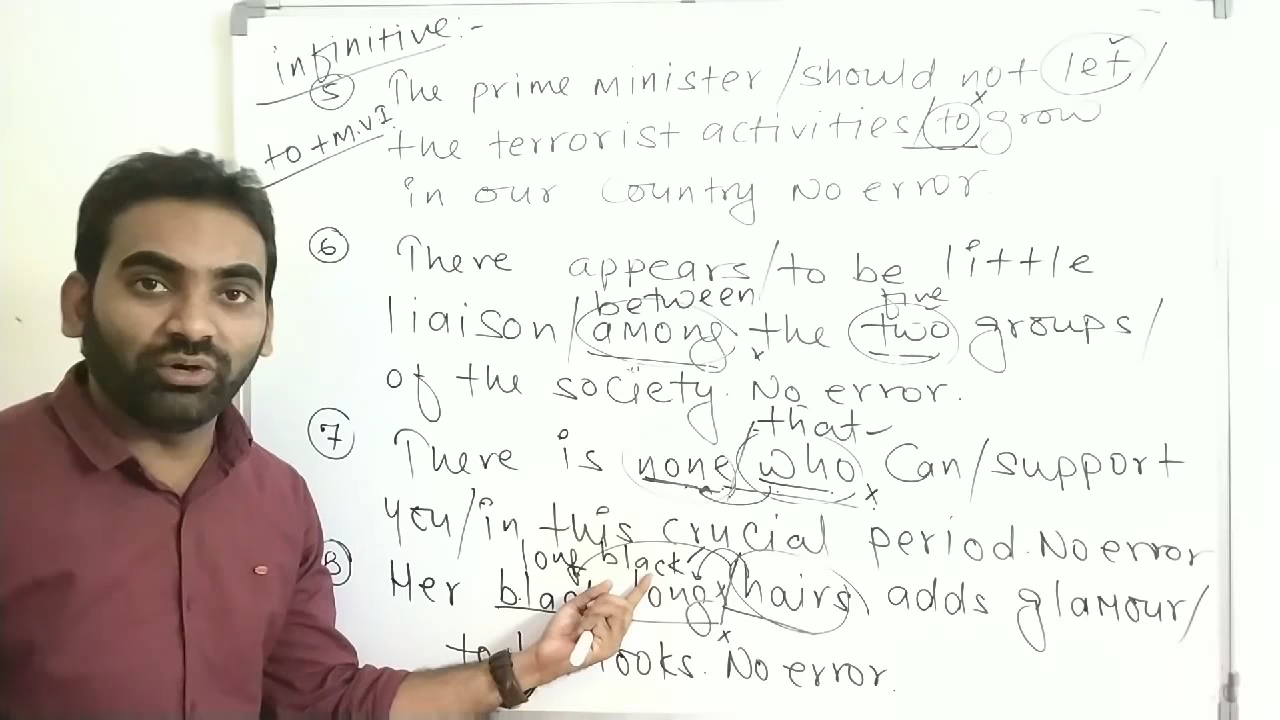 infinitive:-
to + M.V I
5 The prime minister /should not let/
the terrorist activities/to grow
in our country No error.
6 There appears/to be little
between five
liaison/among the two groups/
of the society. No error.
that
7 There is none who can/support
you/in this crucial period. No error
long black
8 Her long hairs adds glamour/
looks. No error.